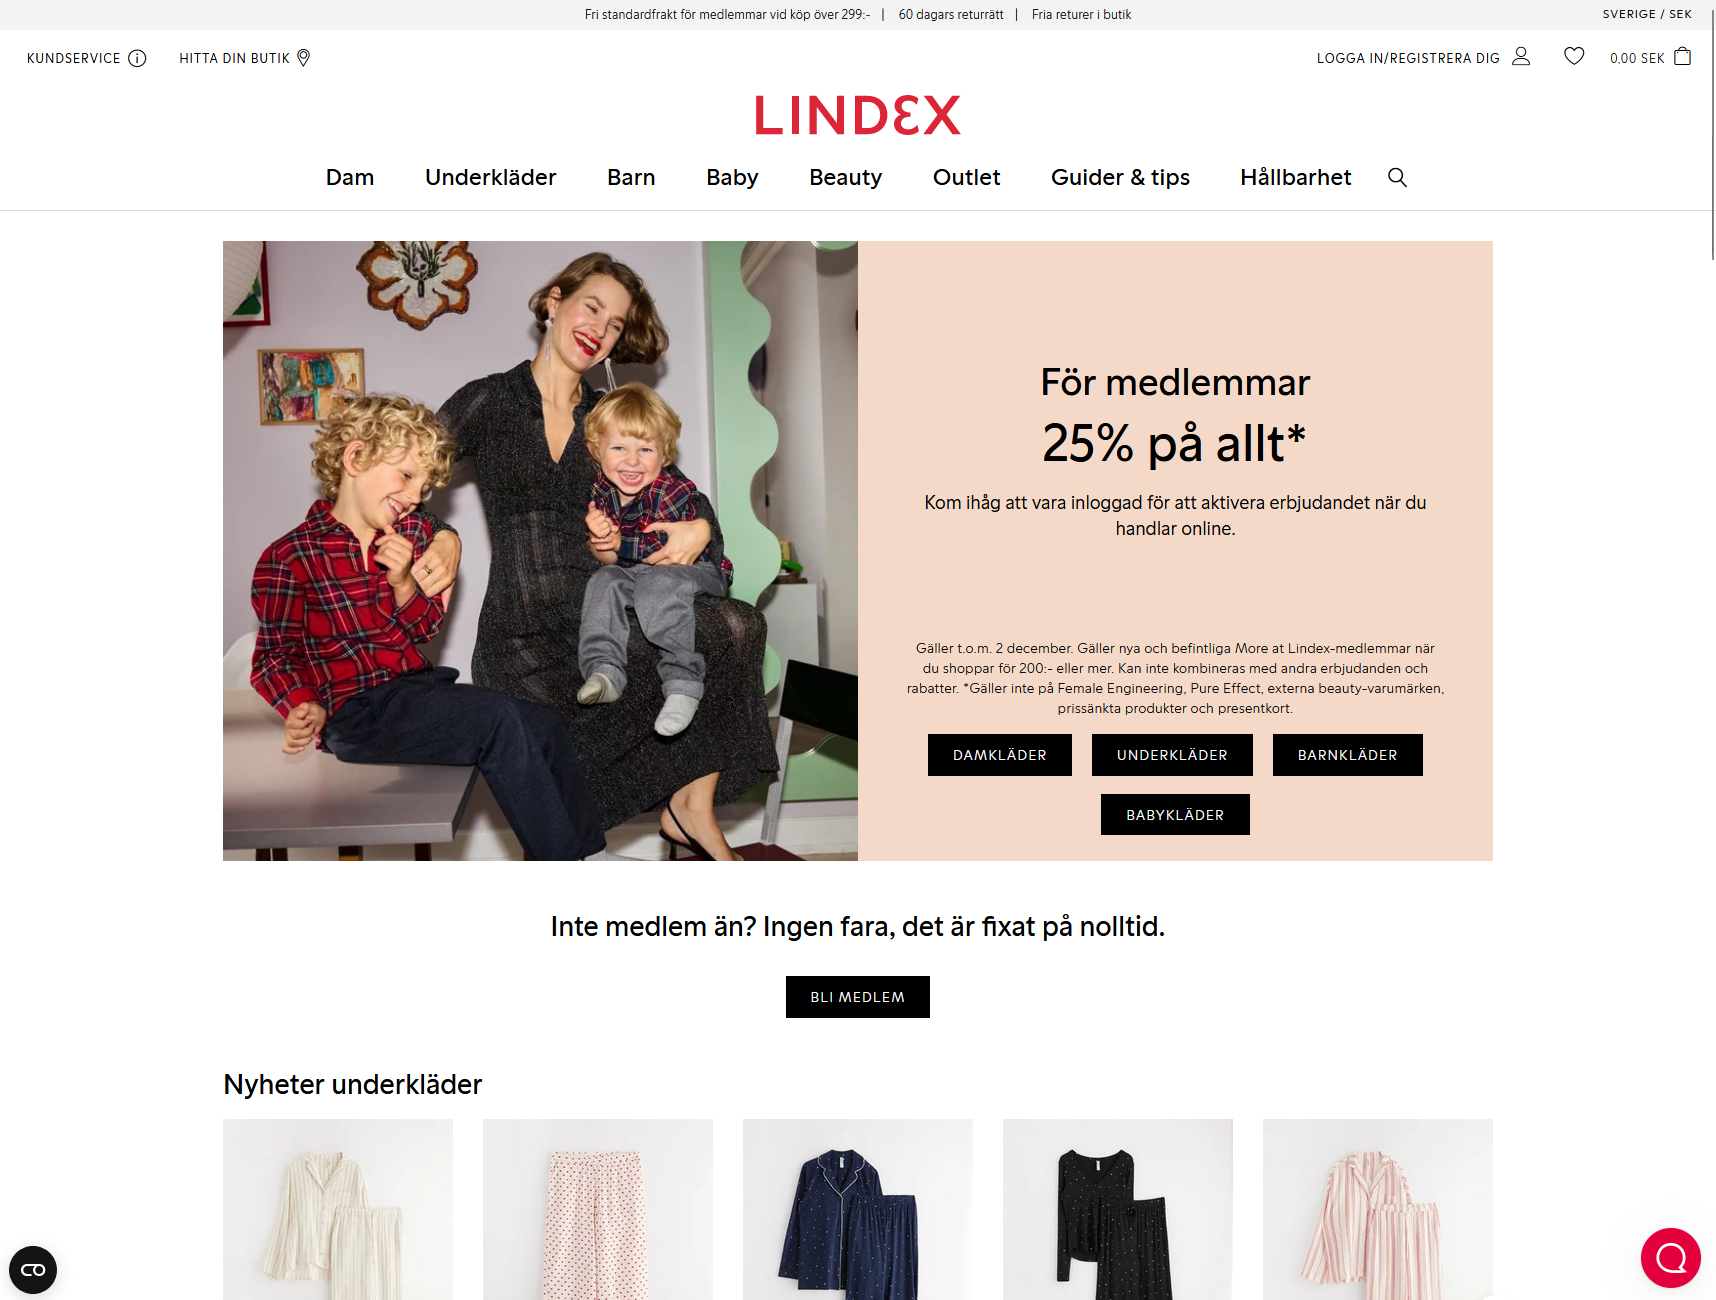 Fri standardfrakt för medlemmar vid köp över 299:- | 60 dagars returrätt | Fria returer i butik
SVERIGE / SEK
KUNDSERVICE
HITTA DIN BUTIK
LOGGA IN/REGISTRERA DIG
0,00 SEK
LINDEX
Dam
Underkläder
Barn
Baby
Beauty
Outlet
Guider & tips
Hållbarhet
För medlemmar
25% på allt*
Kom ihåg att vara inloggad för att aktivera erbjudandet när du
handlar online.
Gäller t.o.m. 2 december. Gäller nya och befintliga More at Lindex-medlemmar när
du shoppar för 200:- eller mer. Kan inte kombineras med andra erbjudanden och
rabatter. *Gäller inte på Female Engineering, Pure Effect, externa beauty-varumärken,
prissänkta produkter och presentkort.
DAMKLÄDER
UNDERKLÄDER
BARNKLÄDER
BABYKLÄDER
Inte medlem än? Ingen fara, det är fixat på nolltid.
BLI MEDLEM
Nyheter underkläder